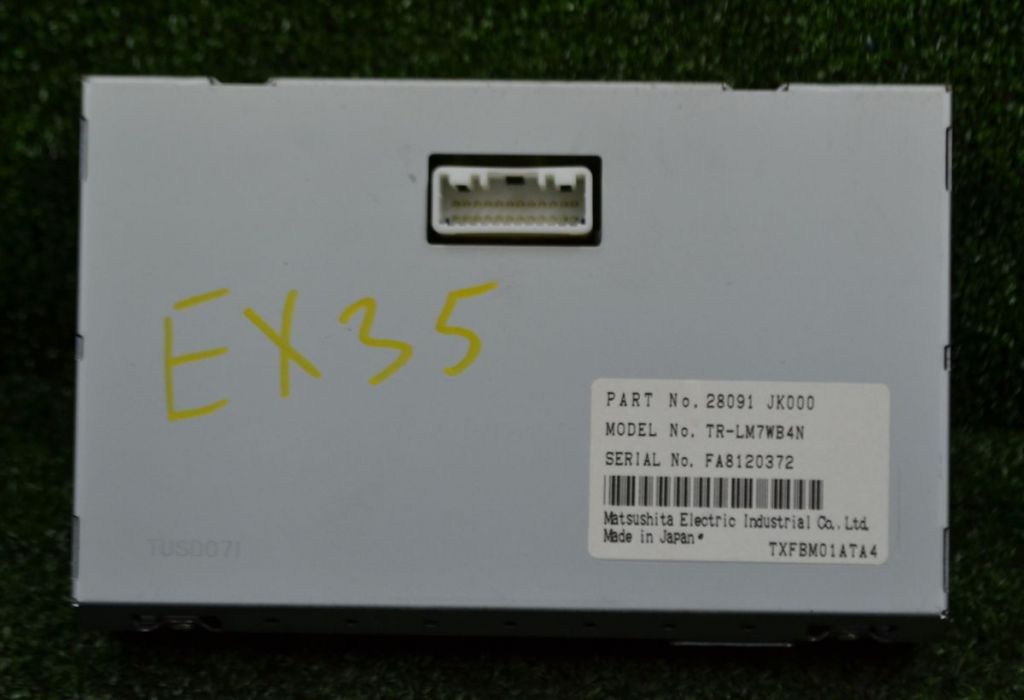 EX35
PART No. 28091 JK000
MODEL No. TR-LM7WB4N
SERIAL No. FA8120372
Matsushita Electric Industrial Co., Ltd.
Made in Japan
TXFBM01ATA4
TUSD071